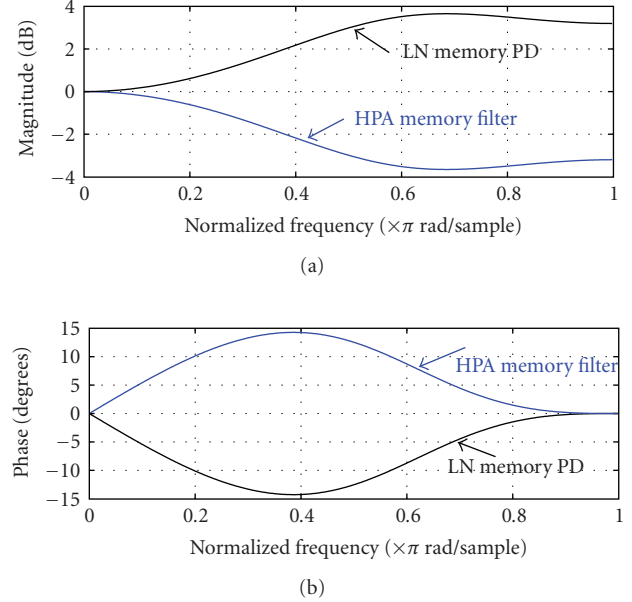 4
2
0
−2
−4
Magnitude (dB)
LN memory PD
HPA memory filter
0 0.2 0.4 0.6 0.8 1
Normalized frequency (×π rad/sample)
(a)
15
10
5
0
−5
−10
−15
Phase (degrees)
HPA memory filter
LN memory PD
0 0.2 0.4 0.6 0.8 1
Normalized frequency (×π rad/sample)
(b)